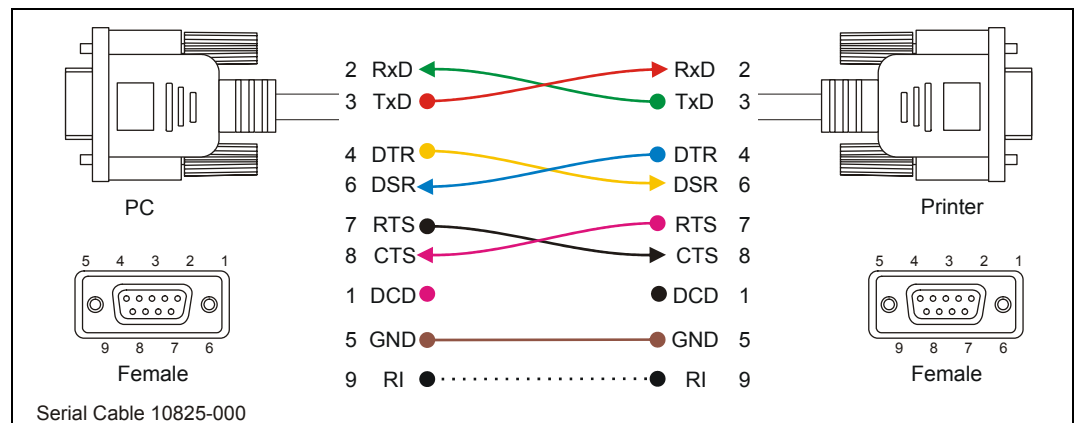 2 RxD RxD 2
3 TxD TxD 3
4 DTR DTR 4
6 DSR DSR 6
PC Printer
7 RTS RTS 7
8 CTS CTS 8
5 4 3 2 1 5 4 3 2 1
1 DCD DCD 1
5 GND GND 5
9 8 7 6 9 8 7 6
Female Female
9 RI RI 9
Serial Cable 10825-000